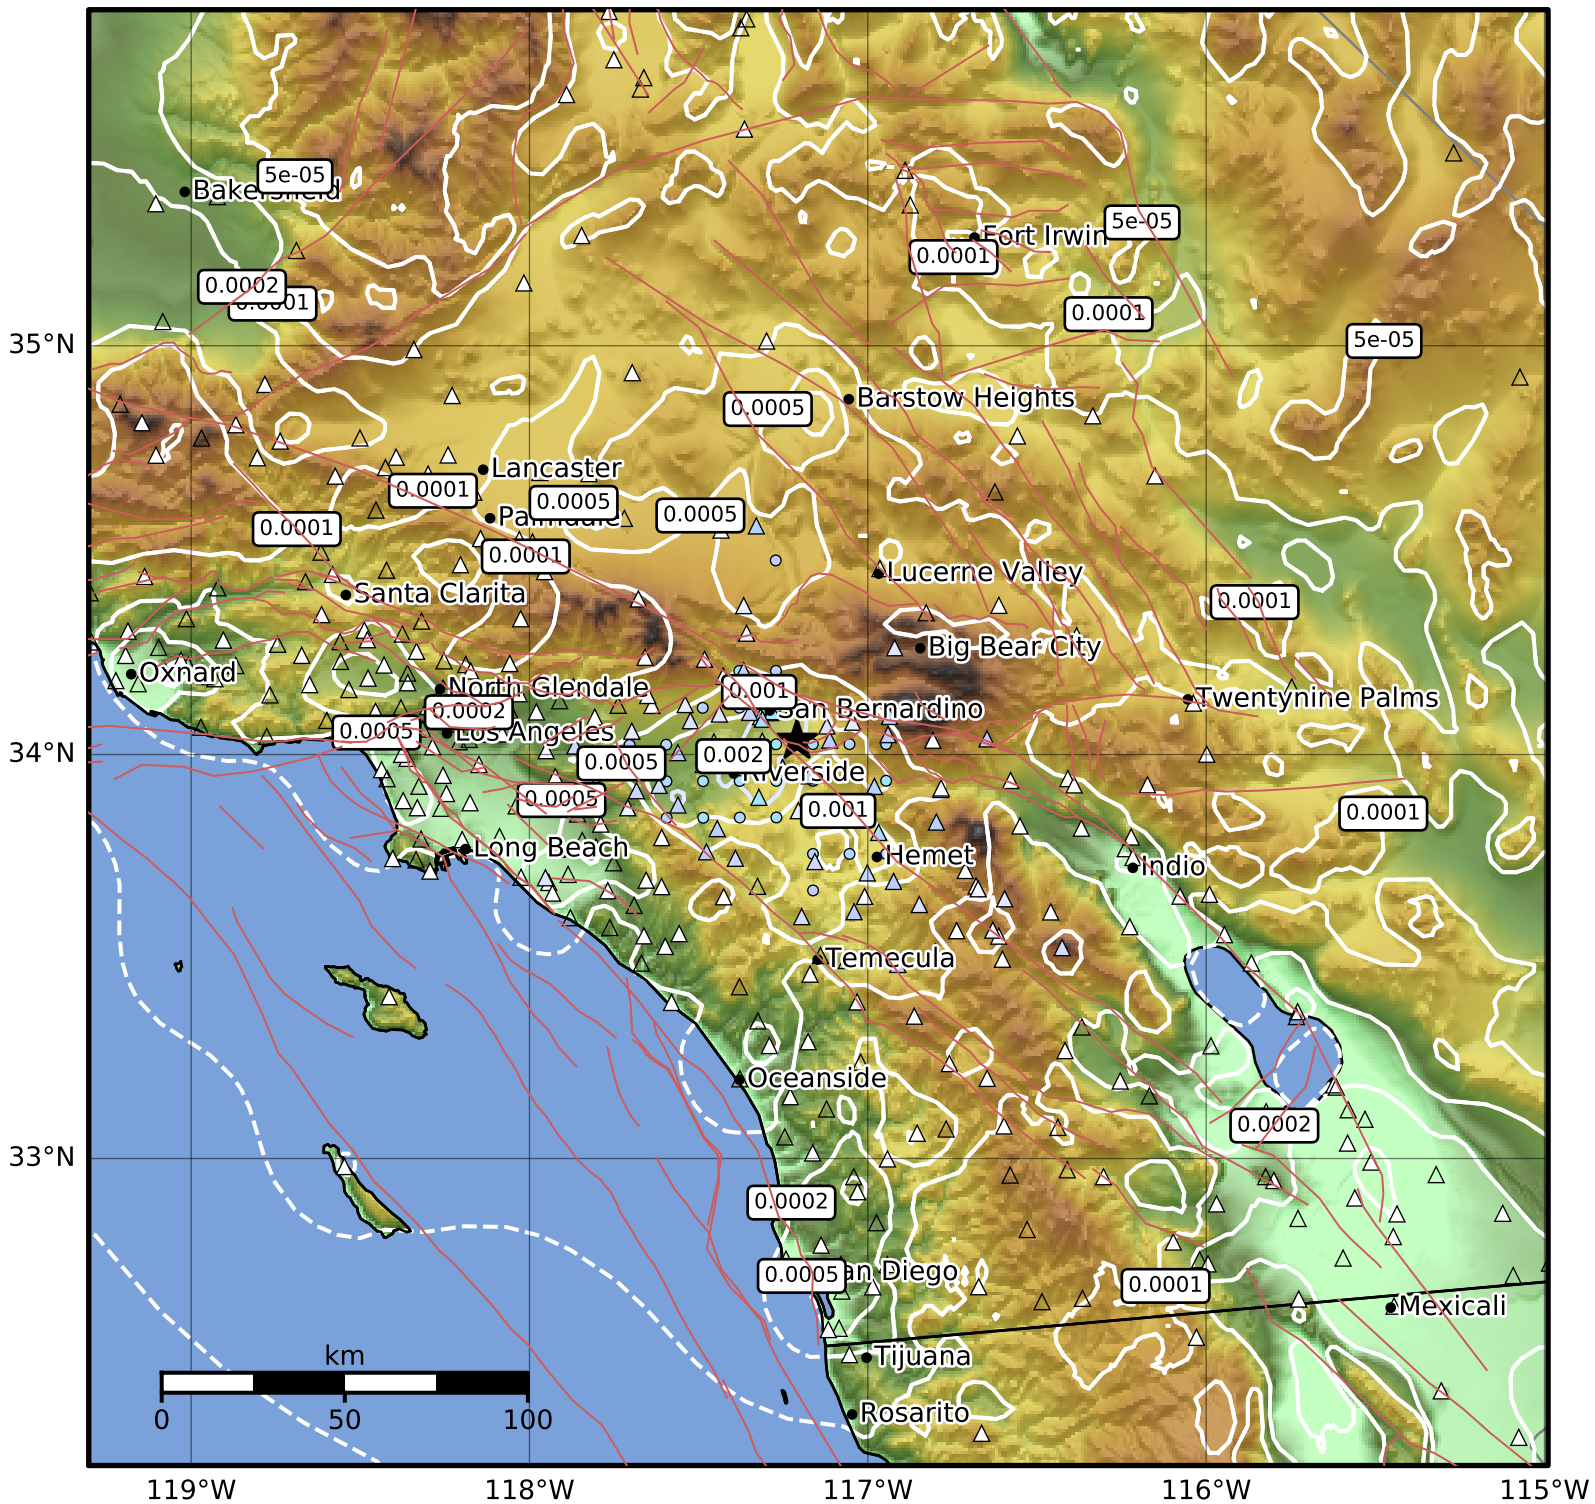 5e-05
Bakersfield
5e-05
Fort Irwin
0.0001
0.0002
0.0001
0.0001
35°N
5e-05
0.0005
Barstow Heights
Lancaster
0.0001
0.0005
Palmdale
0.0005
0.0001
0.0001
Lucerne Valley
Santa Clarita
0.0001
Big Bear City
Oxnard
North Glendale
0.001
Twentynine Palms
0.0002
San Bernardino
0.0005
Los Angeles
34°N
0.0005
0.002
Riverside
0.0005
0.001
0.0001
Long Beach
Hemet
Indio
Temecula
Oceanside
0.0002
33°N
0.0002
0.0005
San Diego
0.0001
Mexicali
km
Tijuana
0 50 100
Rosarito
119°W 118°W 117°W 116°W 115°W